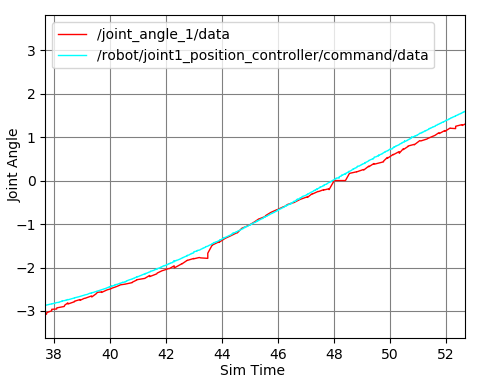 /joint_angle_1/data
/robot/joint1_position_controller/command/data
3
2
1
0
−1
−2
−3
Joint Angle
38 40 42 44 46 48 50 52
Sim Time